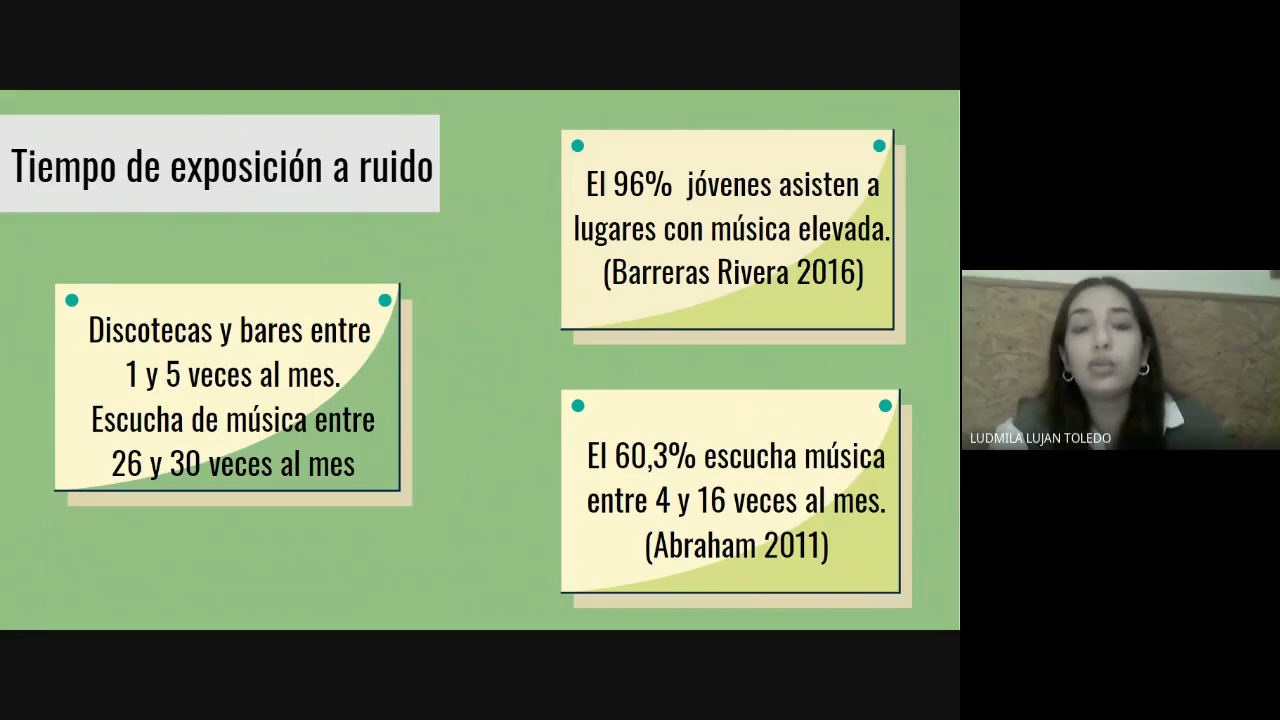 Tiempo de exposición a ruido
Discotecas y bares entre
1 y 5 veces al mes.
Escucha de música entre
26 y 30 veces al mes
El 96% jóvenes asisten a
lugares con música elevada.
(Barreras Rivera 2016)
El 60,3% escucha música
entre 4 y 16 veces al mes.
(Abraham 2011)
LUDMILA LUJAN TOLEDO